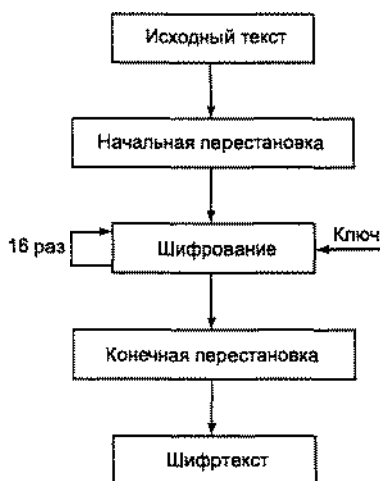 Исходный текст
Начальная перестановка
16 раз
Шифрование
Ключ
Конечная перестановка
Шифртекст